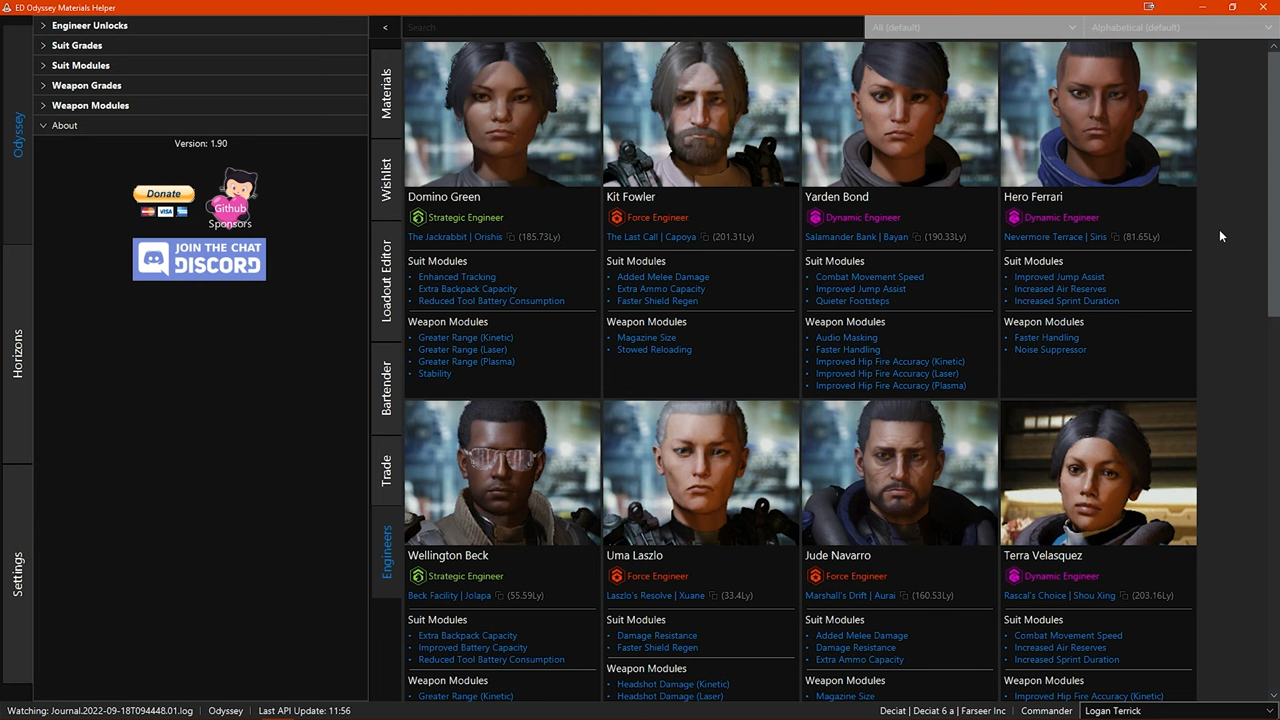 ED Odyssey Materials Helper
Engineer Unlocks
Suit Grades
Suit Modules
Weapon Grades
Weapon Modules
About
Version: 1.90
Donate
VISA
Github
Sponsors
JOIN THE CHAT
DISCORD
Odyssey
Horizons
Settings
<
Materials
Wishlist
Loadout Editor
Bartender
Trade
Engineers
Search
All (default)
Alphabetical (default)
Domino Green
Strategic Engineer
The Jackrabbit | Orishis (185.73Ly)
Suit Modules
• Enhanced Tracking
• Extra Backpack Capacity
• Reduced Tool Battery Consumption
Weapon Modules
• Greater Range (Kinetic)
• Greater Range (Laser)
• Greater Range (Plasma)
• Stability
Kit Fowler
Force Engineer
The Last Call | Capoya (201.31Ly)
Suit Modules
• Added Melee Damage
• Extra Ammo Capacity
• Faster Shield Regen
Weapon Modules
• Magazine Size
• Stowed Reloading
Yarden Bond
Dynamic Engineer
Salamander Bank | Bayan (190.33Ly)
Suit Modules
• Combat Movement Speed
• Improved Jump Assist
• Quieter Footsteps
Weapon Modules
• Audio Masking
• Faster Handling
• Improved Hip Fire Accuracy (Kinetic)
• Improved Hip Fire Accuracy (Laser)
• Improved Hip Fire Accuracy (Plasma)
Hero Ferrari
Dynamic Engineer
Nevermore Terrace | Siris (81.65Ly)
Suit Modules
• Improved Jump Assist
• Increased Air Reserves
• Increased Sprint Duration
Weapon Modules
• Faster Handling
• Noise Suppressor
Wellington Beck
Strategic Engineer
Beck Facility | Jolapa (55.59Ly)
Suit Modules
• Extra Backpack Capacity
• Improved Battery Capacity
• Reduced Tool Battery Consumption
Weapon Modules
• Greater Range (Kinetic)
Uma Laszlo
Force Engineer
Laszlo's Resolve | Xuane (33.4Ly)
Suit Modules
• Damage Resistance
• Faster Shield Regen
Weapon Modules
• Headshot Damage (Kinetic)
• Headshot Damage (Laser)
Jude Navarro
Force Engineer
Marshall's Drift | Aurai (160.53Ly)
Suit Modules
• Added Melee Damage
• Damage Resistance
• Extra Ammo Capacity
Weapon Modules
• Magazine Size
Terra Velasquez
Dynamic Engineer
Rascal's Choice | Shou Xing (203.16Ly)
Suit Modules
• Combat Movement Speed
• Increased Air Reserves
• Increased Sprint Duration
Weapon Modules
• Improved Hip Fire Accuracy (Kinetic)
Watching: Journal.2022-09-18T094448.01.log
Odyssey
Last API Update: 11:56
Deciat | Deciat 6 a | Farseer Inc
Commander
Logan Terrick